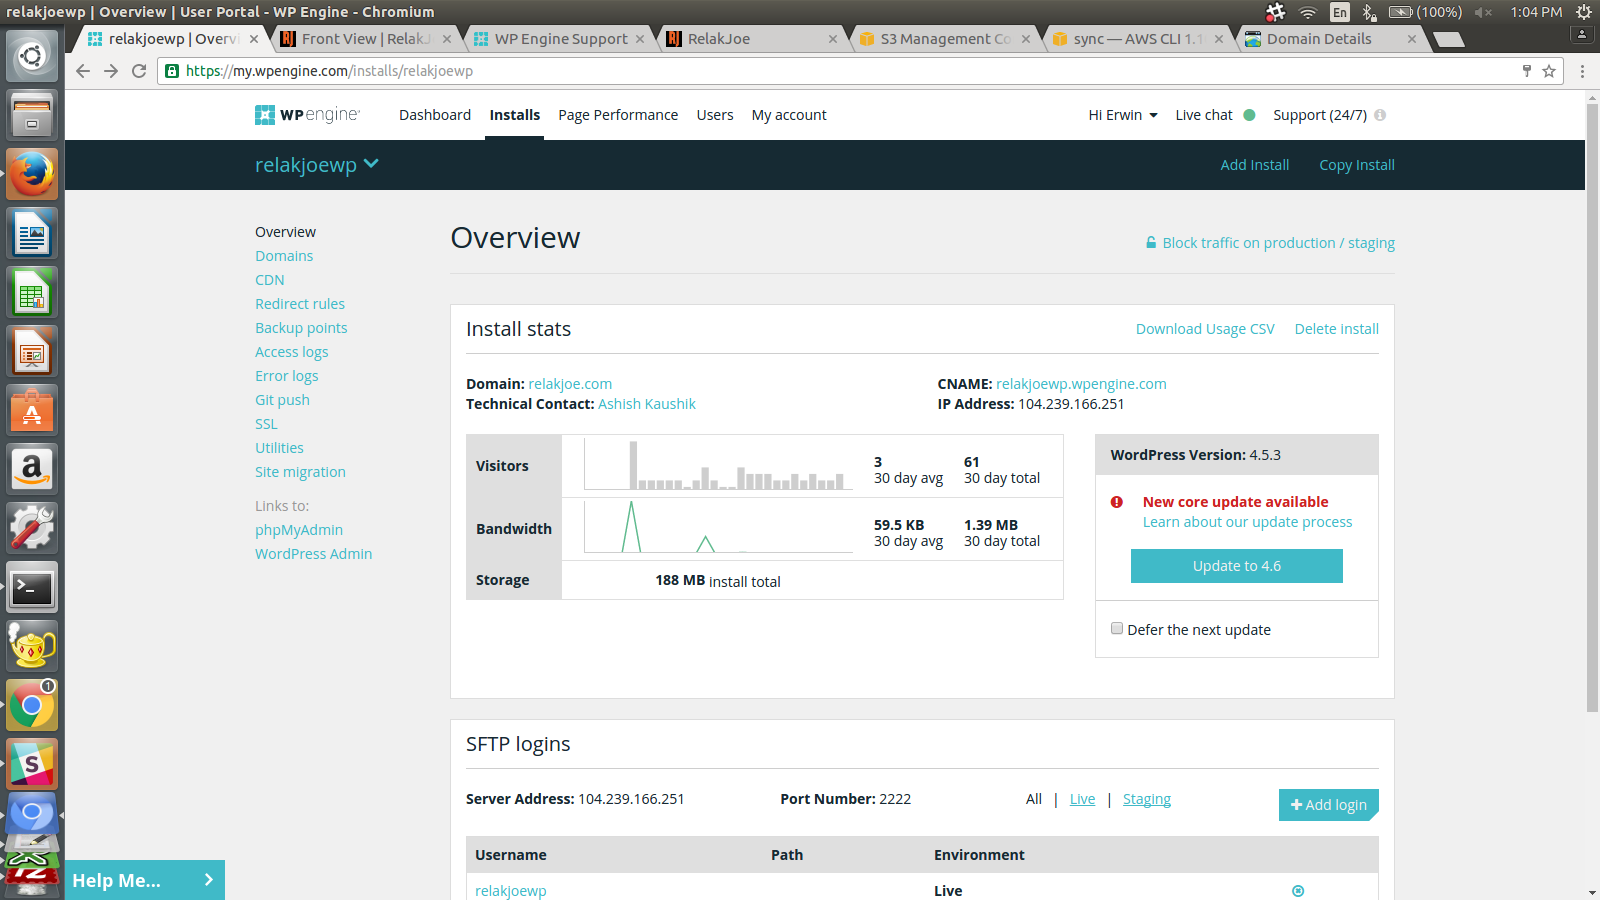 relakjoewp | Overview | User Portal - WP Engine - Chromium
En
(100%)
1:04 PM
relakjoewp | Overvi
Front View | RelakJ
WP Engine Support
RelakJoe
S3 Management Co
sync — AWS CLI 1.1
Domain Details
https://my.wpengine.com/installs/relakjoewp
WPengine
Dashboard
Installs
Page Performance
Users
My account
Hi Erwin
Live chat
Support (24/7)
relakjoewp
Add Install
Copy Install
Overview
Domains
CDN
Redirect rules
Backup points
Access logs
Error logs
Git push
SSL
Utilities
Site migration
Links to:
phpMyAdmin
WordPress Admin
Overview
Block traffic on production / staging
Install stats
Download Usage CSV
Delete install
Domain: relakjoe.com
Technical Contact: Ashish Kaushik
CNAME: relakjoewp.wpengine.com
IP Address: 104.239.166.251
Visitors
3
30 day avg
61
30 day total
Bandwidth
59.5 KB
30 day avg
1.39 MB
30 day total
Storage
188 MB install total
WordPress Version: 4.5.3
New core update available
Learn about our update process
Update to 4.6
Defer the next update
SFTP logins
Server Address: 104.239.166.251
Port Number: 2222
All | Live | Staging
Add login
Username
Path
Environment
relakjoewp
Live
Help Me...
1